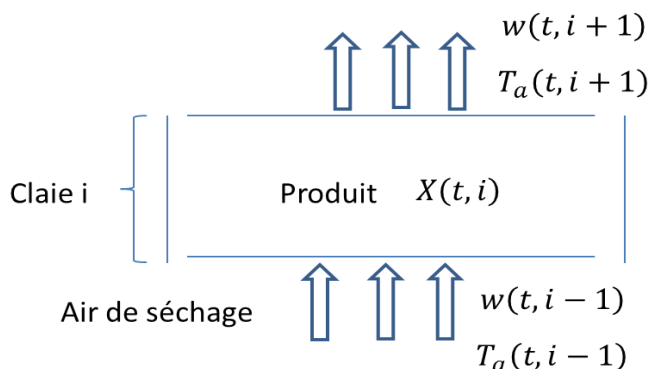 w(t, i + 1)
T_a(t, i + 1)
Claie i
Produit X(t, i)
Air de séchage
w(t, i − 1)
T_a(t, i − 1)